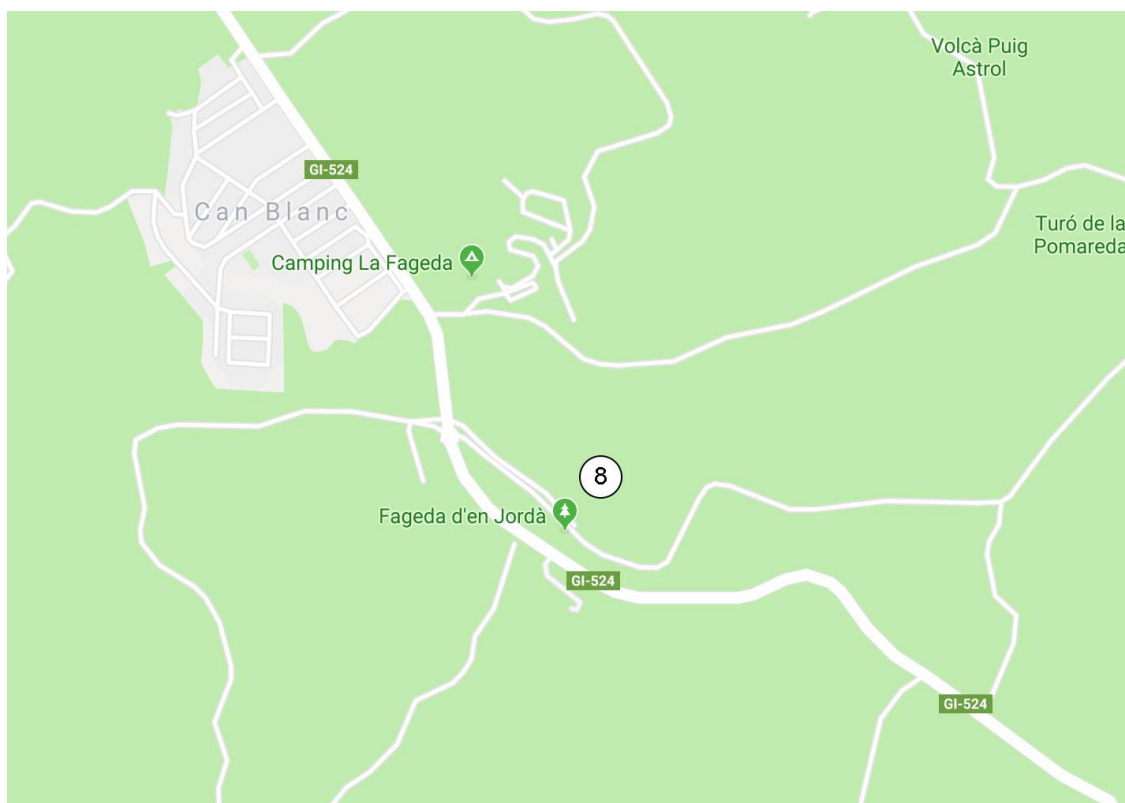 Volcà Puig
Astrol
GI-524
Can Blanc
Turó de la
Pomareda
Camping La Fageda
8
Fageda d'en Jordà
GI-524
GI-524